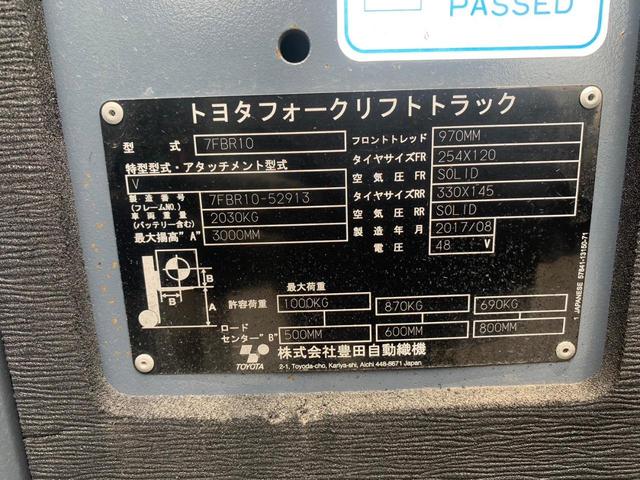 PASSED
トヨタフォークリフトトラック
型式 7FBR10
特型型式・アタッチメント型式
V
製造番号 (フレームNO.) 7FBR10-52913
車両重量 (バッテリー含む) 2030KG
最大揚高"A" 3000MM
フロントトレッド 970MM
タイヤサイズFR 254X120
空気圧 FR SOLID
タイヤサイズRR 330X145
空気圧 RR SOLID
製造年月 2017/08
電圧 48 V
B
B
A
最大荷重
許容荷重 1000KG 870KG 690KG
ロードセンター"B" 500MM 600MM 800MM
TOYOTA
株式会社豊田自動織機
2-1, Toyoda-cho, Kariya-shi, Aichi 448-8671 Japan
1 JAPANESE 57841-13150-71